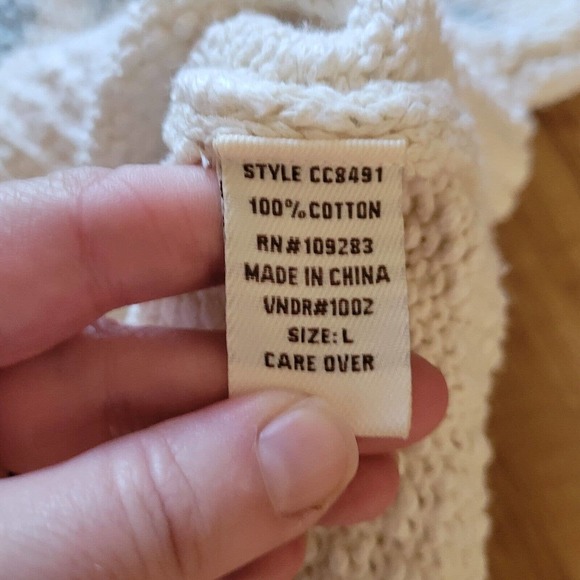 STYLE CC8491
100% COTTON
RN#109283
MADE IN CHINA
VNDR#1002
SIZE: L
CARE OVER